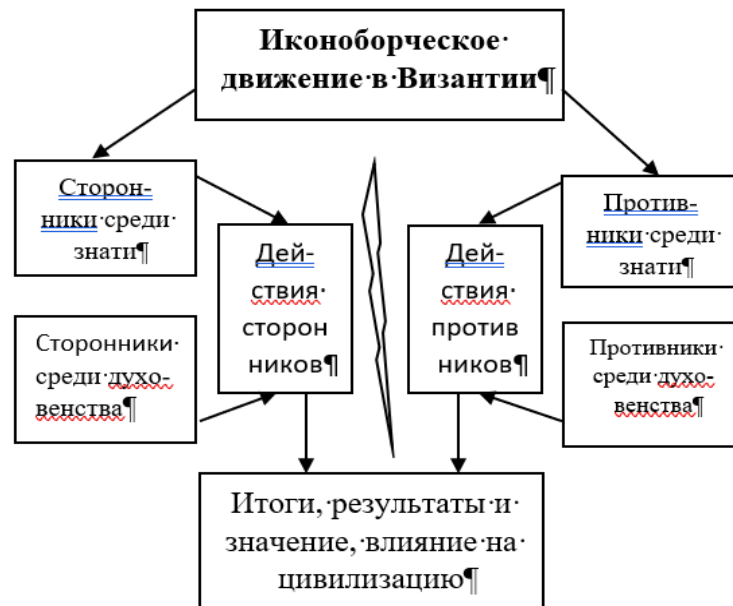 Иконоборческое·
движение·в·Византии¶
Сторон-
ники·среди·
знати¶
Против-
ники·среди·
знати¶
Дей-
ствия·
сторон
ников¶
Дей-
ствия·
против
ников¶
Сторонники·
среди·духо-
венства¶
Противники·
среди·духо-
венства¶
Итоги,·результаты·и·
значение,·влияние·на·
цивилизацию¶